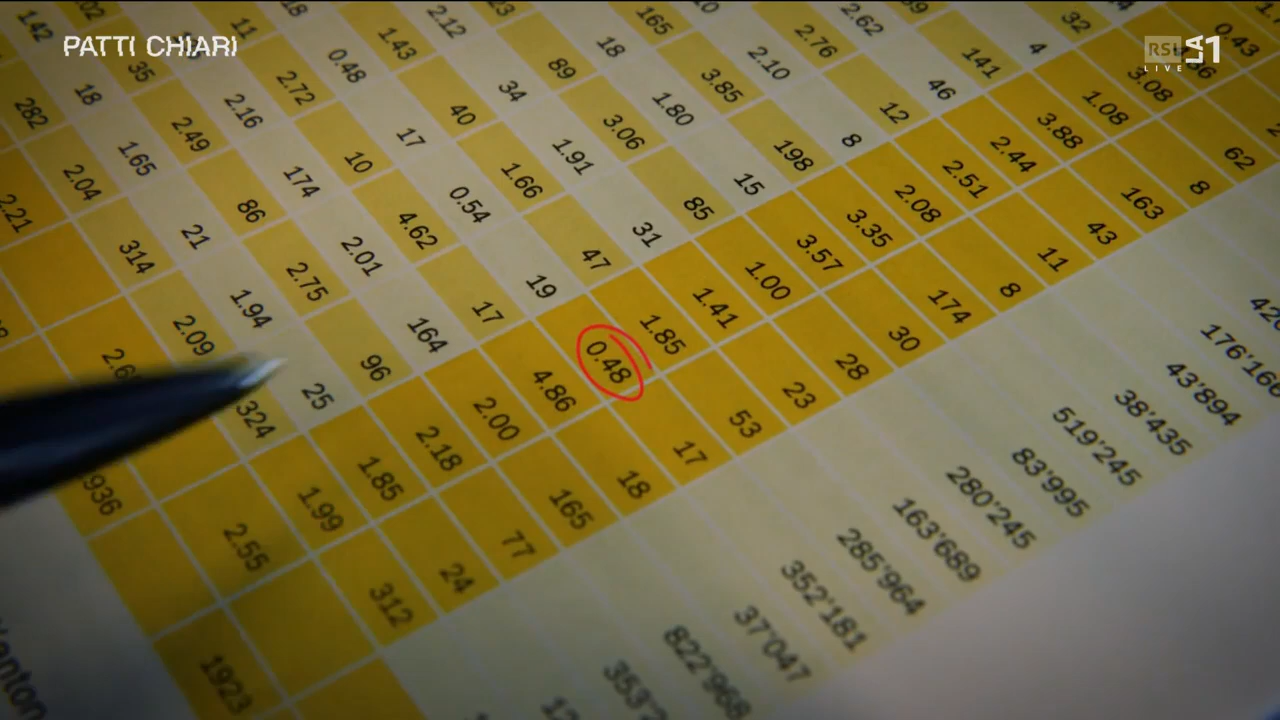 PATTI CHIARI
RSI LA 1
LIVE
0.43
32 3.08 62
4 1.08 8
141 3.88 163
2.62 46 2.44 43
2.76 12 2.51 11 43'894
2.10 8 2.08 8 38'435
165 3.85 198 3.35 174 519'245
18 1.80 15 3.57 30 83'995
89 3.06 85 1.00 28 280'245
2.12 34 1.91 31 1.41 23 163'689
1.43 40 1.66 47 1.85 53 285'964
0.48 17 0.54 19 0.48 17 352'181
11 2.72 10 4.62 17 4.86 18 37'047
2.16 174 2.01 164 2.00 165 822'968
35 2.49 86 2.75 96 2.18 77
1.42 18 1.65 21 1.94 25 1.85 24
282 2.04 314 2.09 324 1.99 312
2.21
2.55 1923